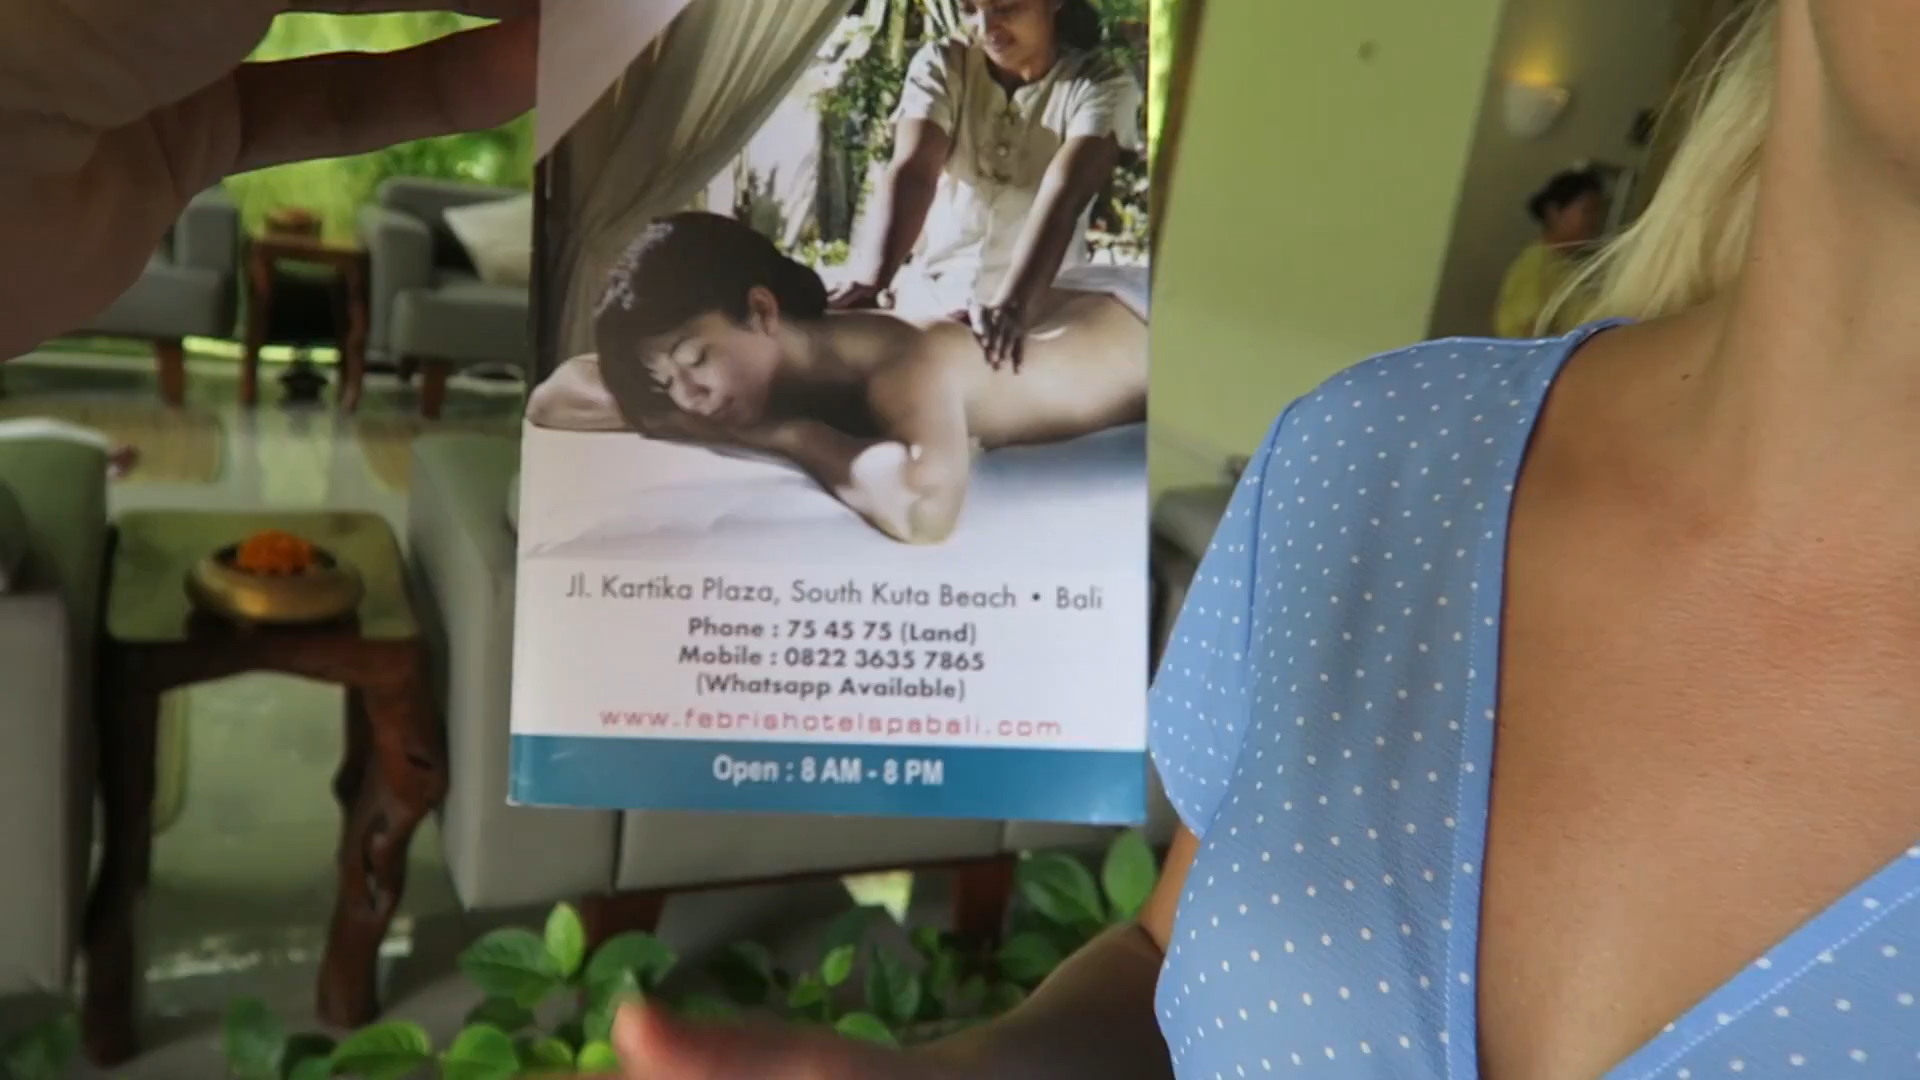 Jl. Kartika Plaza, South Kuta Beach • Bali
Phone : 75 45 75 (Land)
Mobile : 0822 3635 7865
(Whatsapp Available)
www.febrishotelspabali.com
Open : 8 AM - 8 PM